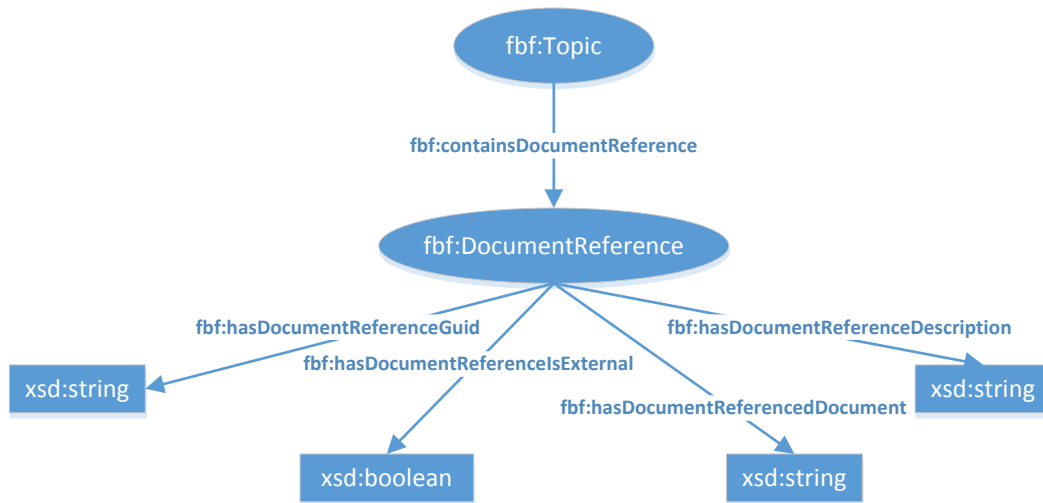 fbf:Topic
fbf:containsDocumentReference
fbf:DocumentReference
fbf:hasDocumentReferenceGuid
fbf:hasDocumentReferenceDescription
fbf:hasDocumentReferenceIsExternal
xsd:string
xsd:string
fbf:hasDocumentReferencedDocument
xsd:boolean
xsd:string